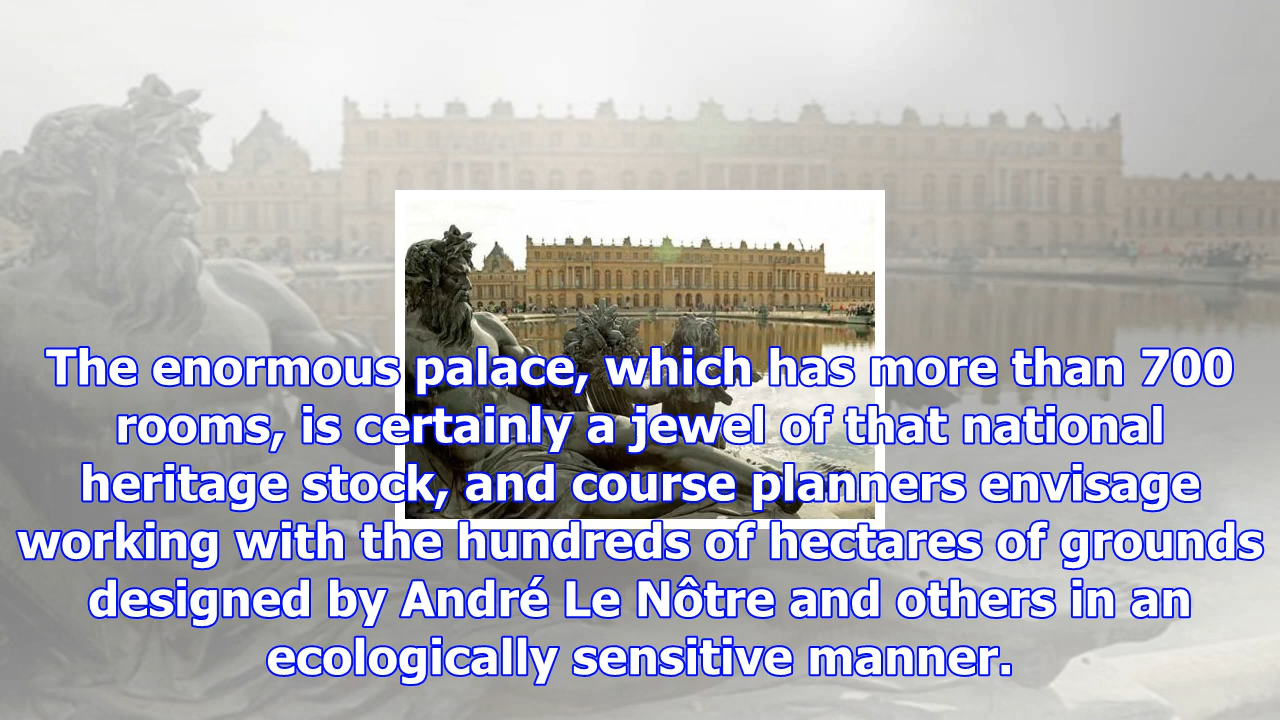 The enormous palace, which has more than 700
rooms, is certainly a jewel of that national
heritage stock, and course planners envisage
working with the hundreds of hectares of grounds
designed by André Le Nôtre and others in an
ecologically sensitive manner.